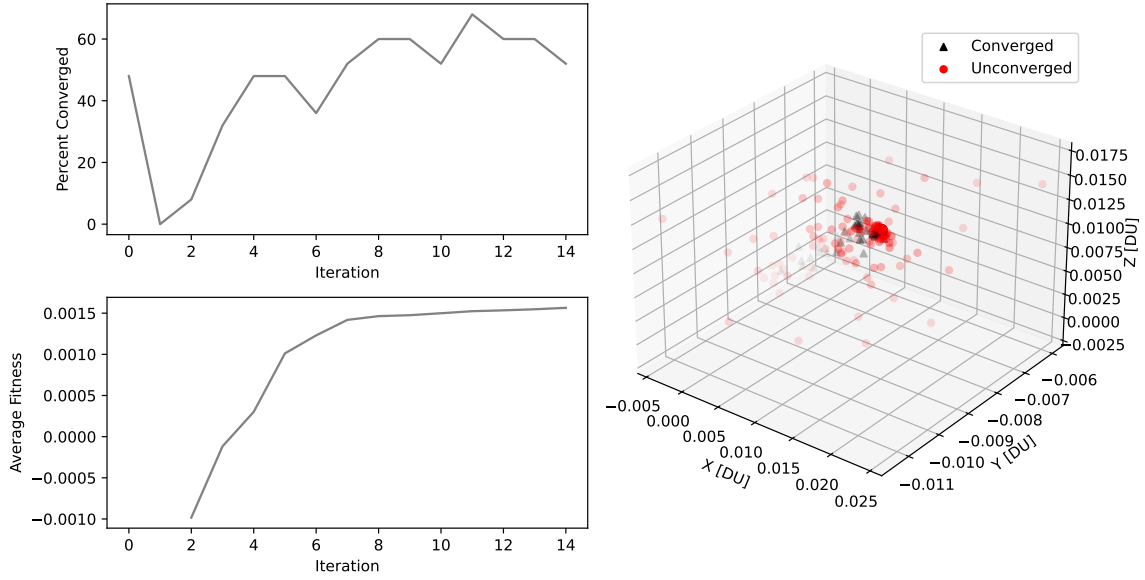 60
40
20
0
Percent Converged
0 2 4 6 8 10 12 14
Iteration
0.0015
0.0010
0.0005
0.0000
−0.0005
−0.0010
Average Fitness
0 2 4 6 8 10 12 14
Iteration
Converged
Unconverged
0.0175
0.0150
0.0125
0.0100
0.0075
0.0050
0.0025
0.0000
−0.0025
Z [DU]
−0.005
0.000
0.005
0.010
0.015
0.020
0.025
X [DU]
−0.006
−0.007
−0.008
−0.009
−0.010
−0.011
Y [DU]